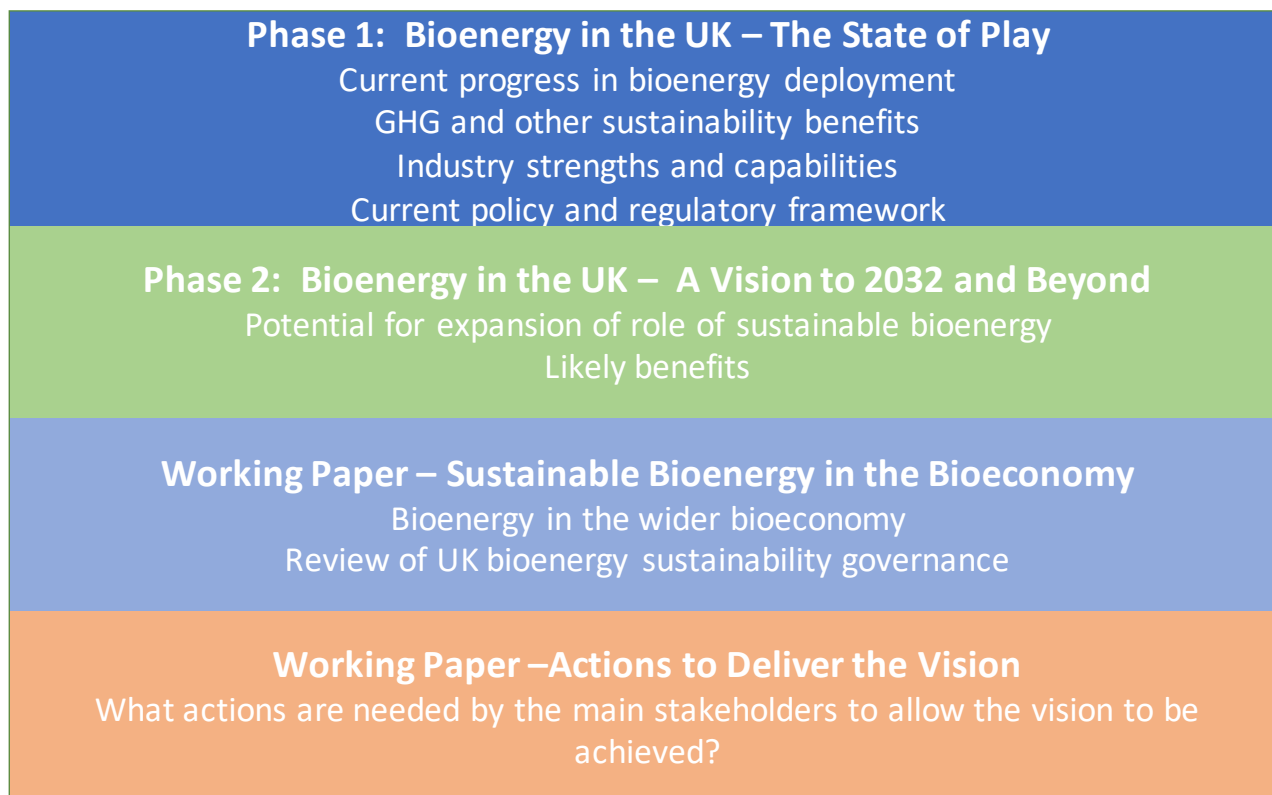 Phase 1: Bioenergy in the UK – The State of Play
Current progress in bioenergy deployment
GHG and other sustainability benefits
Industry strengths and capabilities
Current policy and regulatory framework
Phase 2: Bioenergy in the UK – A Vision to 2032 and Beyond
Potential for expansion of role of sustainable bioenergy
Likely benefits
Working Paper – Sustainable Bioenergy in the Bioeconomy
Bioenergy in the wider bioeconomy
Review of UK bioenergy sustainability governance
Working Paper –Actions to Deliver the Vision
What actions are needed by the main stakeholders to allow the vision to be
achieved?